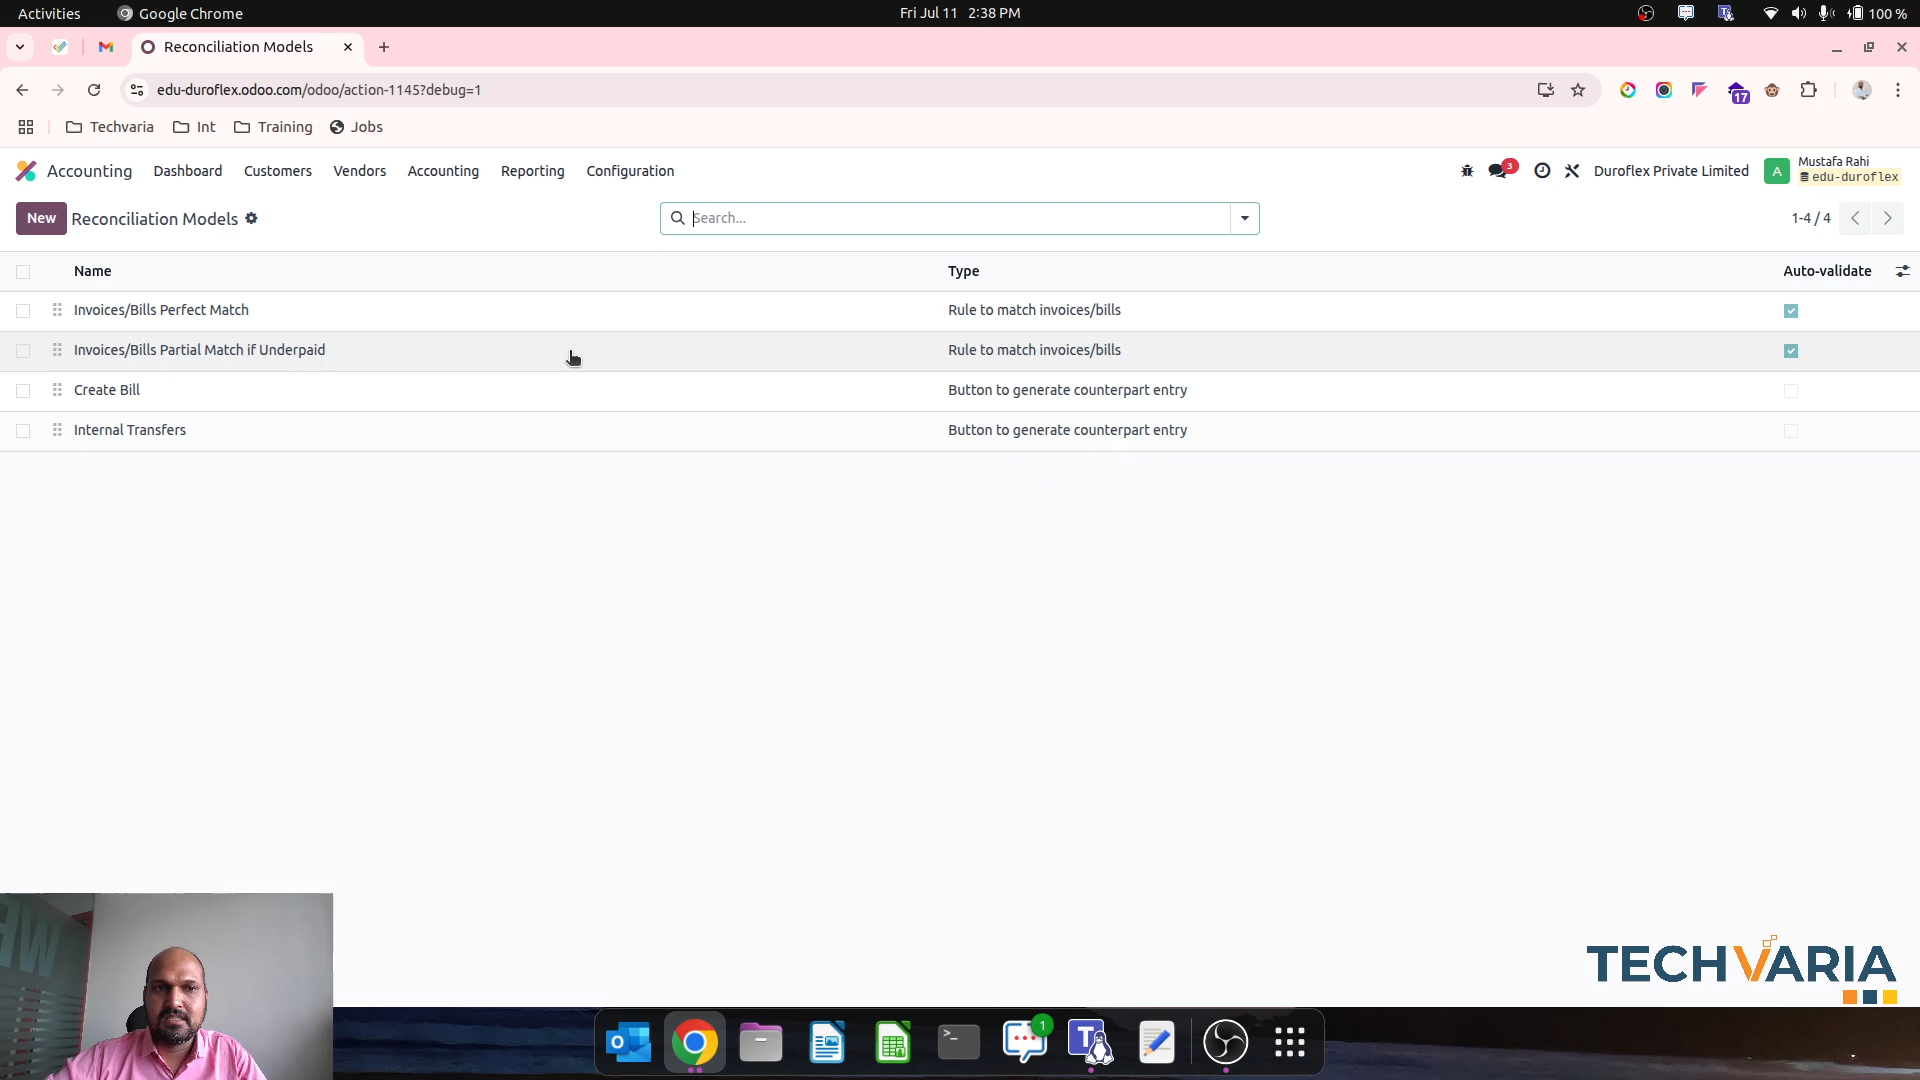 Activities Google Chrome Fri Jul 11 2:38 PM 100 %
Reconciliation Models
edu-duroflex.odoo.com/odoo/action-1145?debug=1 17
Techvaria Int Training Jobs
Accounting Dashboard Customers Vendors Accounting Reporting Configuration 3 Duroflex Private Limited A Mustafa Rahi
edu-duroflex
New Reconciliation Models Search... 1-4 / 4
Name Type Auto-validate
Invoices/Bills Perfect Match Rule to match invoices/bills
Invoices/Bills Partial Match if Underpaid Rule to match invoices/bills
Create Bill Button to generate counterpart entry
Internal Transfers Button to generate counterpart entry
TECHVARIA
1